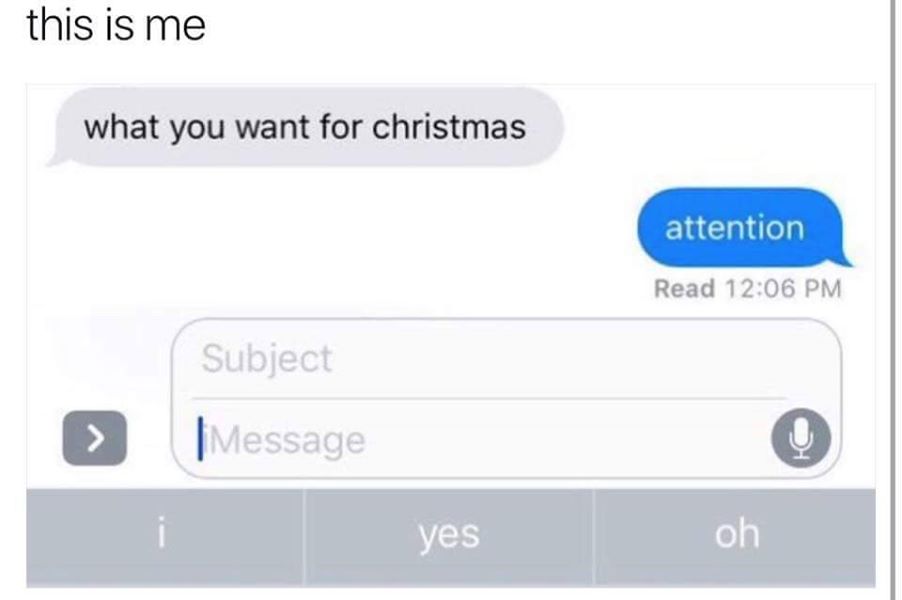 this is me
what you want for christmas
attention
Read 12:06 PM
Subject
iMessage
i yes oh